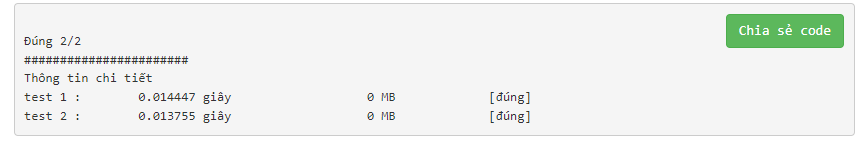 Chia sẻ code
Đúng 2/2
#######################
Thông tin chi tiết
test 1 : 0.014447 giây 0 MB [đúng]
test 2 : 0.013755 giây 0 MB [đúng]